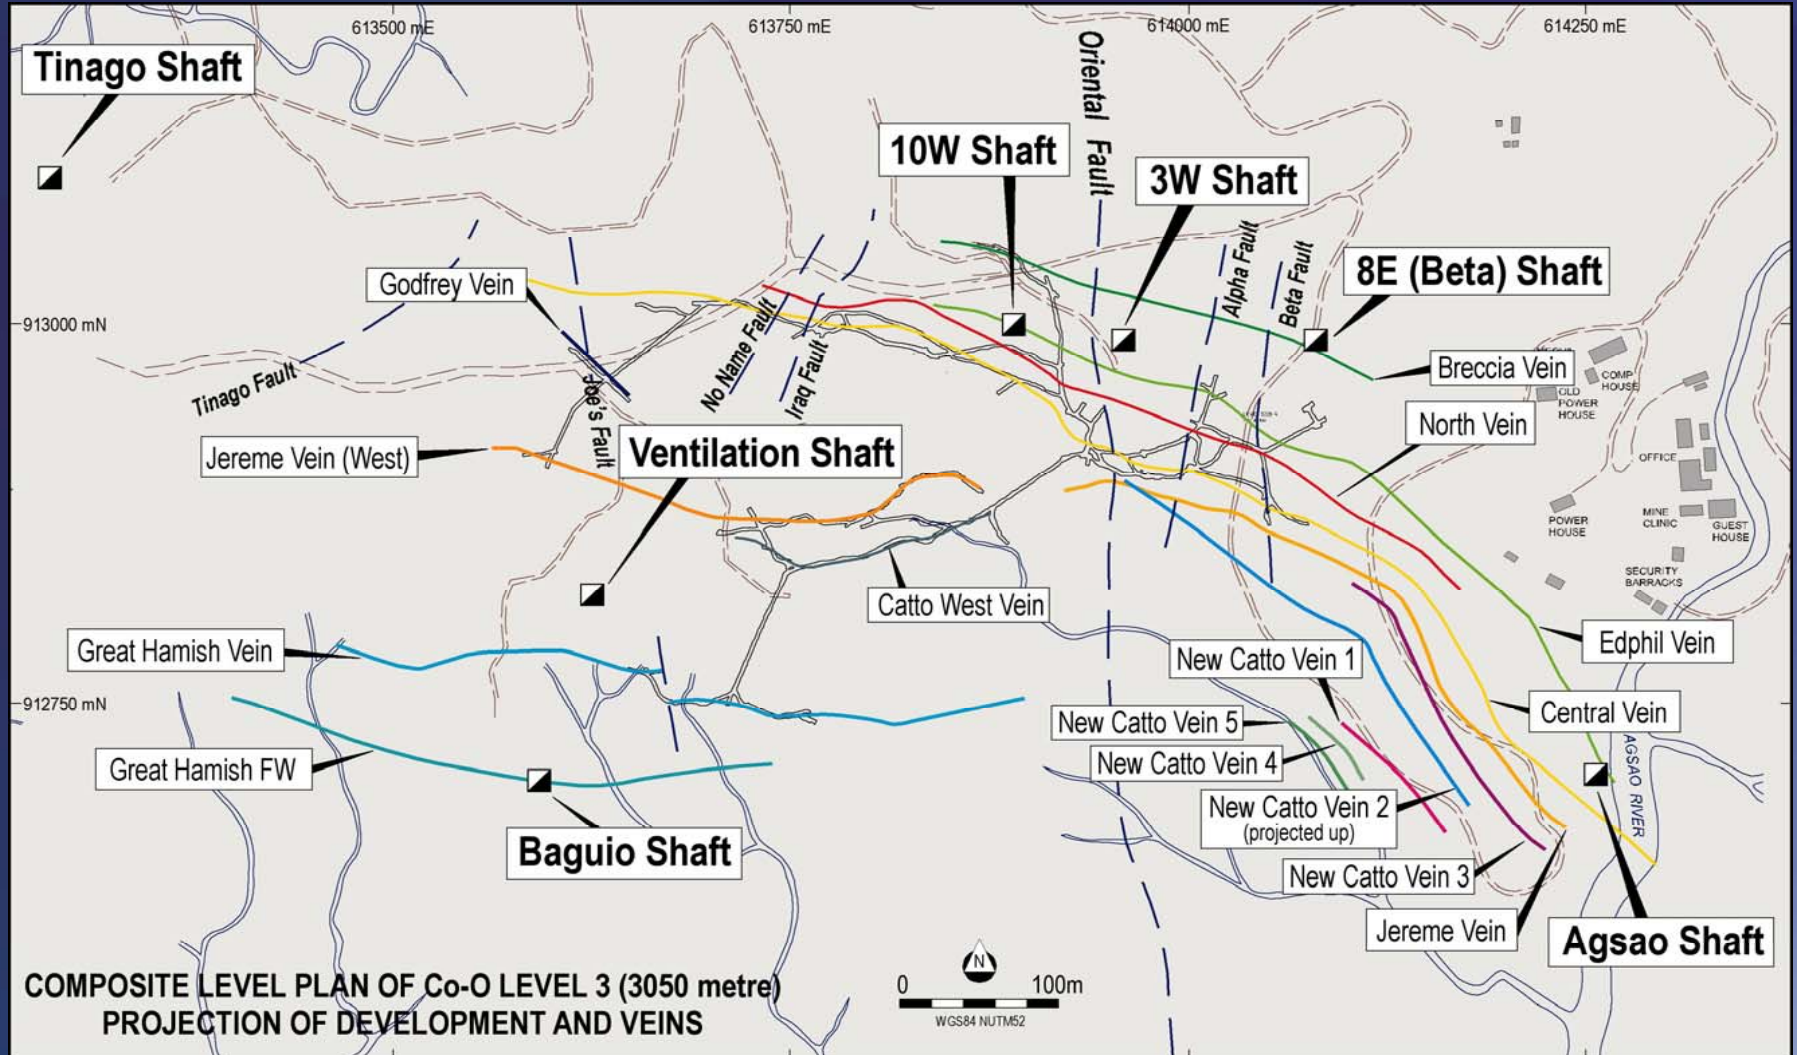 613500 mE
613750 mE
614000 mE
614250 mE
Tinago Shaft
Oriental Fault
10W Shaft
3W Shaft
Alpha Fault
Beta Fault
8E (Beta) Shaft
Godfrey Vein
913000 mN
No Name Fault
Iraq Fault
Tinago Fault
Joe's Fault
Breccia Vein
COMP
HOUSE
OLD
POWER
HOUSE
North Vein
Jereme Vein (West)
Ventilation Shaft
OFFICE
POWER
HOUSE
MINE
CLINIC
GUEST
HOUSE
SECURITY
BARRACKS
Catto West Vein
Great Hamish Vein
New Catto Vein 1
Edphil Vein
912750 mN
New Catto Vein 5
Central Vein
Great Hamish FW
New Catto Vein 4
AGSAO RIVER
New Catto Vein 2
(projected up)
Baguio Shaft
New Catto Vein 3
Jereme Vein
Agsao Shaft
N
0 100m
WGS84 NUTM52
COMPOSITE LEVEL PLAN OF Co-O LEVEL 3 (3050 metre)
PROJECTION OF DEVELOPMENT AND VEINS